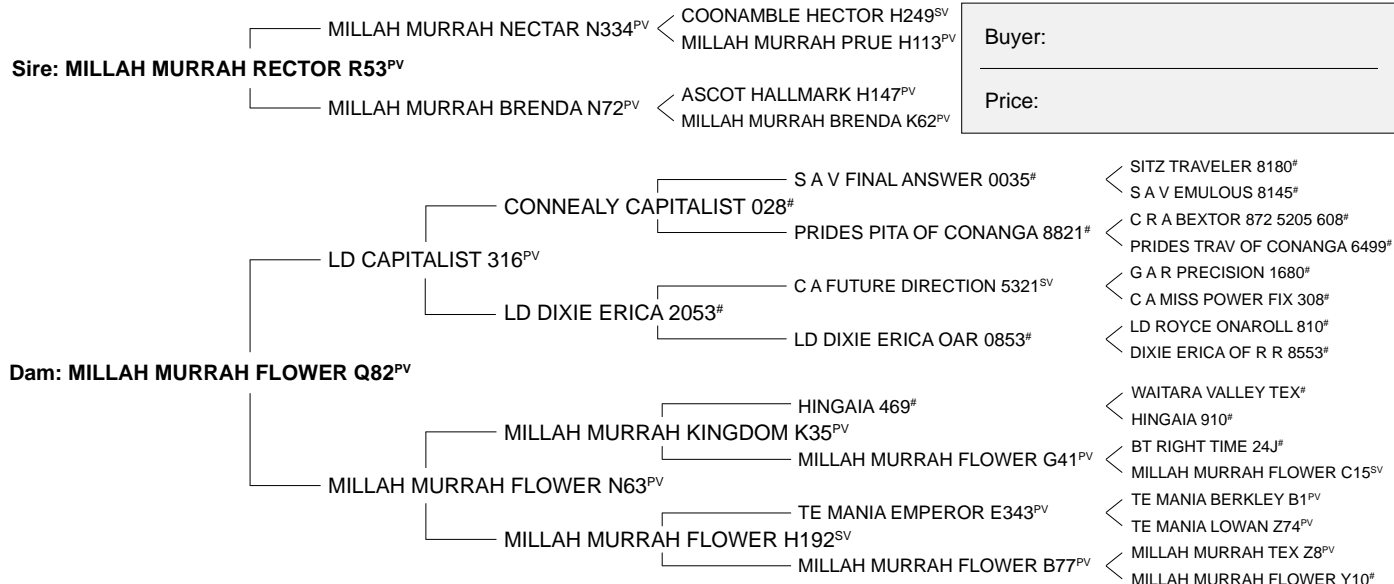 MILLAH MURRAH NECTAR N334PV
COONAMBLE HECTOR H249SV
MILLAH MURRAH PRUE H113PV
Sire: MILLAH MURRAH RECTOR R53PV
MILLAH MURRAH BRENDA N72PV
ASCOT HALLMARK H147PV
MILLAH MURRAH BRENDA K62PV
Buyer:
Price:
SITZ TRAVELER 8180#
S A V FINAL ANSWER 0035#
S A V EMULOUS 8145#
CONNEALY CAPITALIST 028#
C R A BEXTOR 872 5205 608#
PRIDES PITA OF CONANGA 8821#
PRIDES TRAV OF CONANGA 6499#
LD CAPITALIST 316PV
G A R PRECISION 1680#
C A FUTURE DIRECTION 5321SV
C A MISS POWER FIX 308#
LD DIXIE ERICA 2053#
LD ROYCE ONAROLL 810#
LD DIXIE ERICA OAR 0853#
DIXIE ERICA OF R R 8553#
Dam: MILLAH MURRAH FLOWER Q82PV
WAITARA VALLEY TEX#
HINGAIA 469#
HINGAIA 910#
MILLAH MURRAH KINGDOM K35PV
BT RIGHT TIME 24J#
MILLAH MURRAH FLOWER G41PV
MILLAH MURRAH FLOWER C15SV
MILLAH MURRAH FLOWER N63PV
TE MANIA BERKLEY B1PV
TE MANIA EMPEROR E343PV
TE MANIA LOWAN Z74PV
MILLAH MURRAH FLOWER H192SV
MILLAH MURRAH TEX Z8PV
MILLAH MURRAH FLOWER B77PV
MILLAH MURRAH FLOWER Y10#